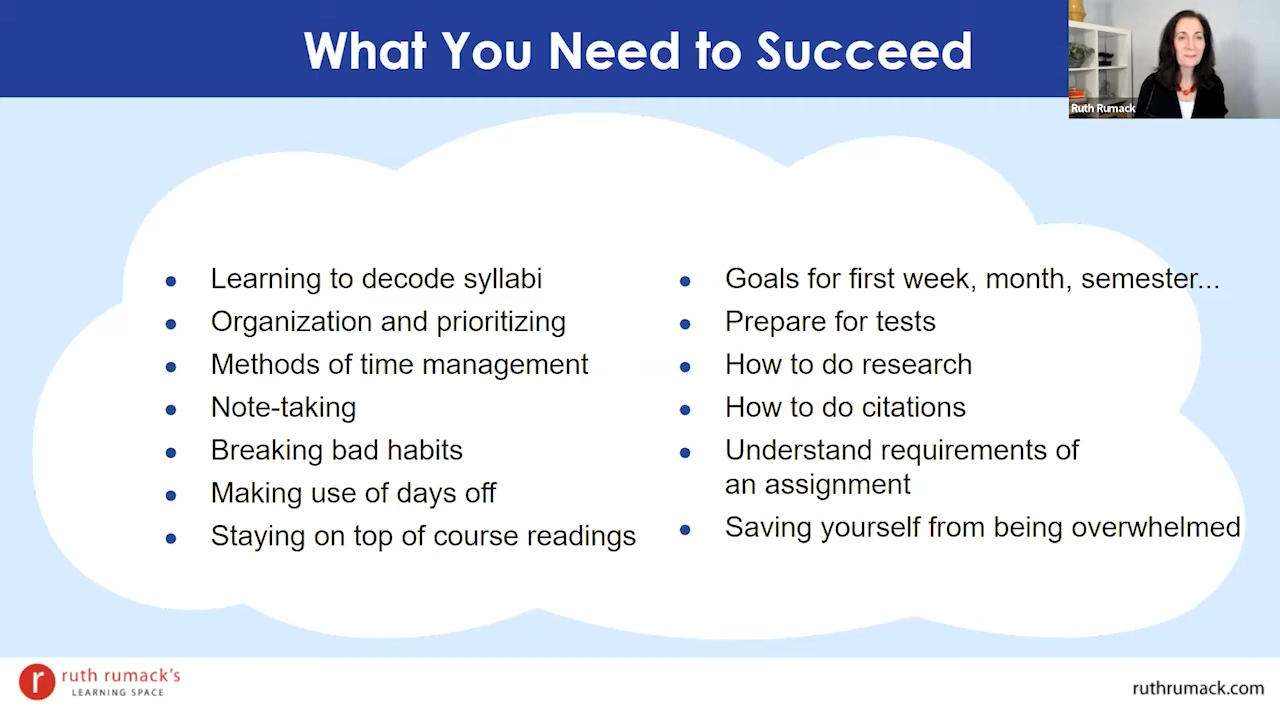 What You Need to Succeed
Ruth Rumack
Learning to decode syllabi
Organization and prioritizing
Methods of time management
Note-taking
Breaking bad habits
Making use of days off
Staying on top of course readings
Goals for first week, month, semester...
Prepare for tests
How to do research
How to do citations
Understand requirements of
an assignment
Saving yourself from being overwhelmed
r
ruth rumack's
LEARNING SPACE
ruthrumack.com